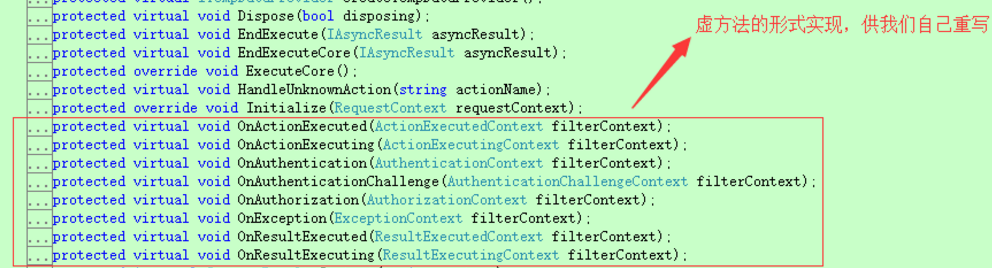 虚方法的形式实现，供我们自己重写
...protected virtual void Dispose(bool disposing);
...protected virtual void EndExecute(IAsyncResult asyncResult);
...protected virtual void EndExecuteCore(IAsyncResult asyncResult);
...protected override void ExecuteCore();
...protected virtual void HandleUnknownAction(string actionName);
...protected override void Initialize(RequestContext requestContext);
...protected virtual void OnActionExecuted(ActionExecutedContext filterContext);
...protected virtual void OnActionExecuting(ActionExecutingContext filterContext);
...protected virtual void OnAuthentication(AuthenticationContext filterContext);
...protected virtual void OnAuthenticationChallenge(AuthenticationChallengeContext filterContext);
...protected virtual void OnAuthorization(AuthorizationContext filterContext);
...protected virtual void OnException(ExceptionContext filterContext);
...protected virtual void OnResultExecuted(ResultExecutedContext filterContext);
...protected virtual void OnResultExecuting(ResultExecutingContext filterContext);